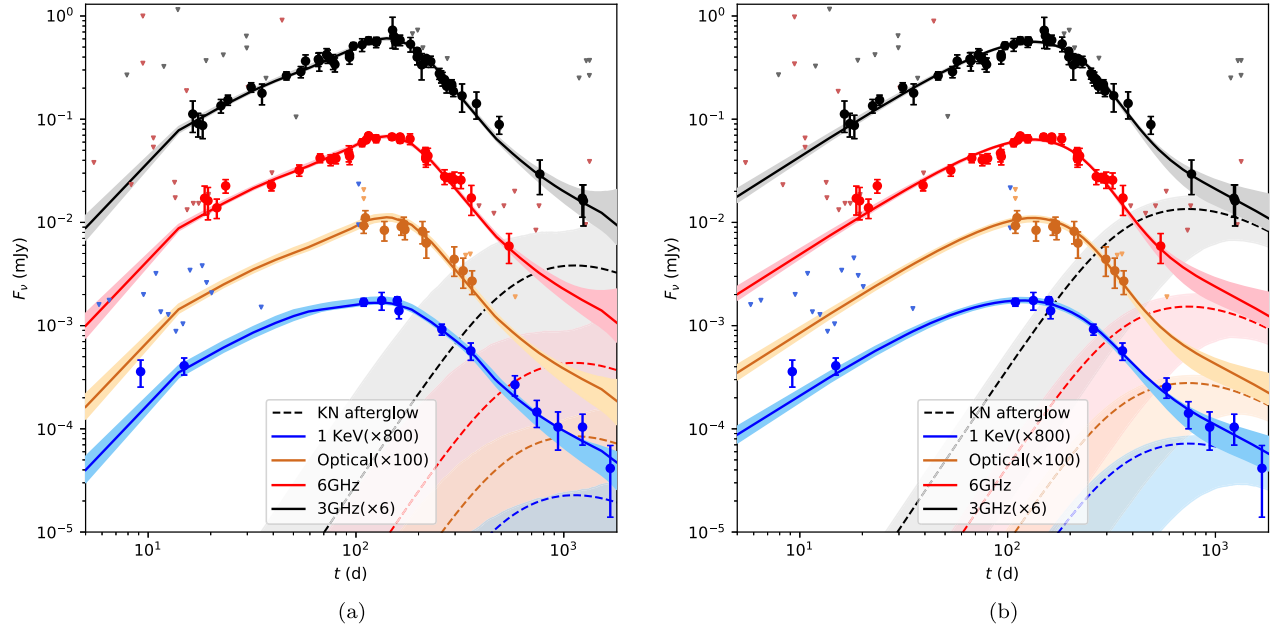 10⁰
10⁻¹
10⁻²
10⁻³
10⁻⁴
10⁻⁵
F_ν (mJy)
KN afterglow
1 KeV(×800)
Optical(×100)
6GHz
3GHz(×6)
10¹ 10² 10³
t (d)
(a)
10⁰
10⁻¹
10⁻²
10⁻³
10⁻⁴
10⁻⁵
F_ν (mJy)
KN afterglow
1 KeV(×800)
Optical(×100)
6GHz
3GHz(×6)
10¹ 10² 10³
t (d)
(b)